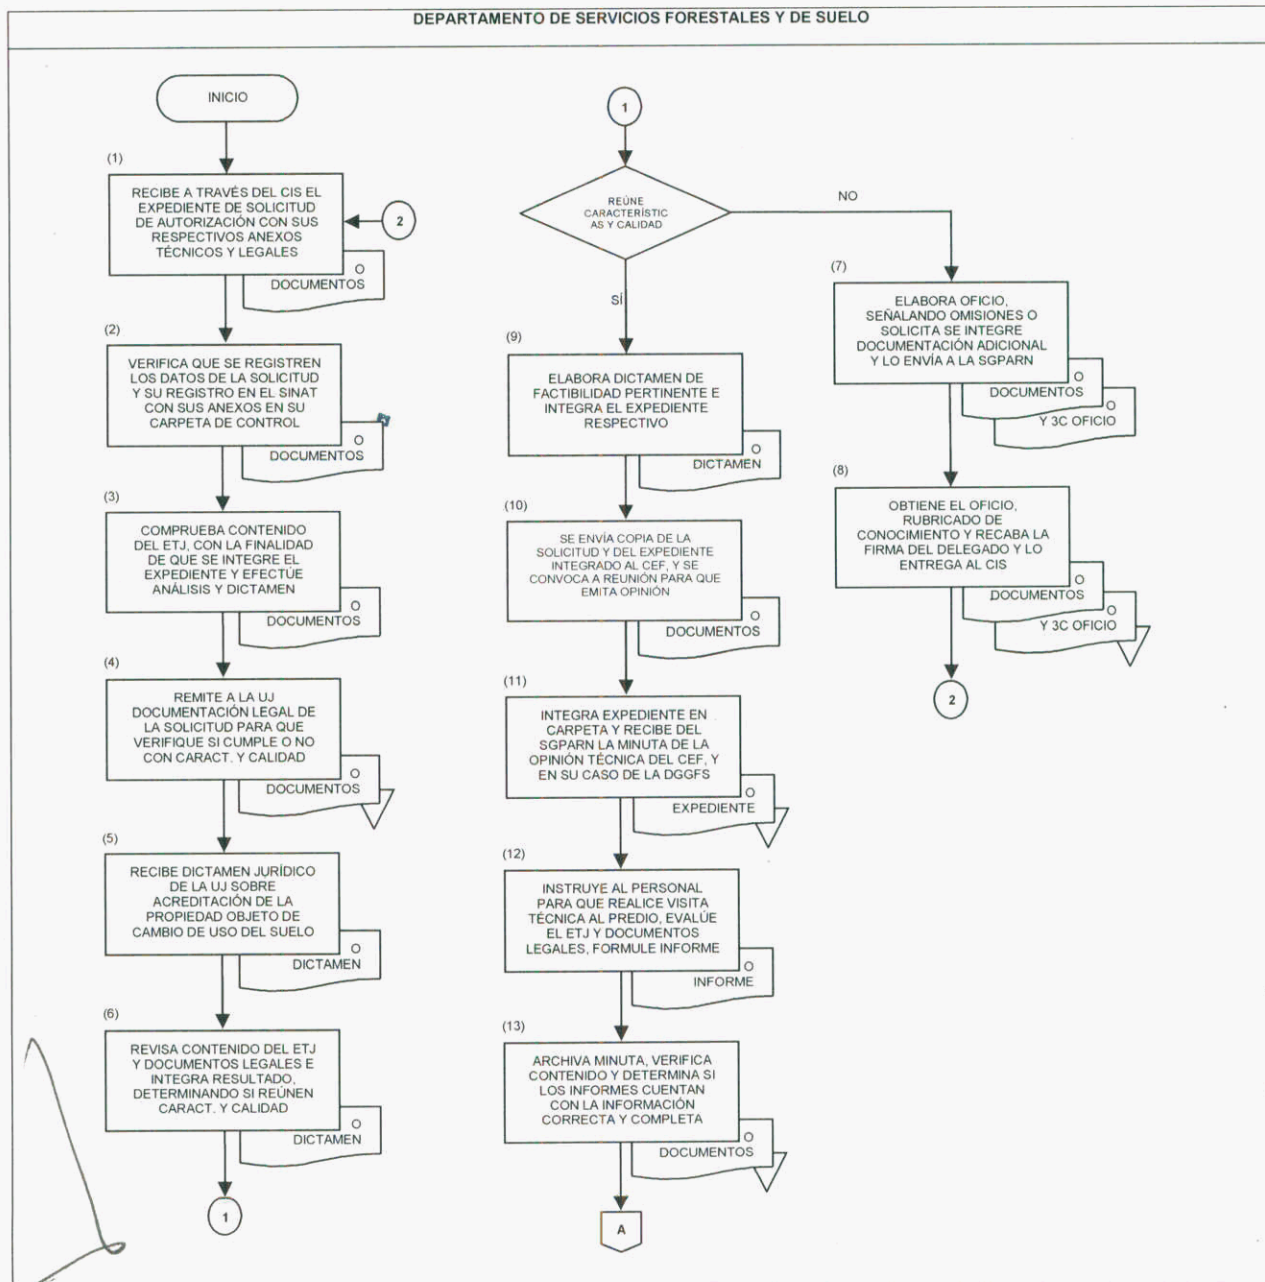 DEPARTAMENTO DE SERVICIOS FORESTALES Y DE SUELO
INICIO
(1)
RECIBE A TRAVÉS DEL CIS EL
EXPEDIENTE DE SOLICITUD
DE AUTORIZACIÓN CON SUS
RESPECTIVOS ANEXOS
TÉCNICOS Y LEGALES
2
O
DOCUMENTOS
(2)
VERIFICA QUE SE REGISTREN
LOS DATOS DE LA SOLICITUD
Y SU REGISTRO EN EL SINAT
CON SUS ANEXOS EN SU
CARPETA DE CONTROL
O
DOCUMENTOS
(3)
COMPRUEBA CONTENIDO
DEL ETJ, CON LA FINALIDAD
DE QUE SE INTEGRE EL
EXPEDIENTE Y EFECTÚE
ANÁLISIS Y DICTAMEN
O
DOCUMENTOS
(4)
REMITE A LA UJ
DOCUMENTACIÓN LEGAL DE
LA SOLICITUD PARA QUE
VERIFIQUE SI CUMPLE O NO
CON CARACT. Y CALIDAD
O
DOCUMENTOS
(5)
RECIBE DICTAMEN JURÍDICO
DE LA UJ SOBRE
ACREDITACIÓN DE LA
PROPIEDAD OBJETO DE
CAMBIO DE USO DEL SUELO
O
DICTAMEN
(6)
REVISA CONTENIDO DEL ETJ
Y DOCUMENTOS LEGALES E
INTEGRA RESULTADO,
DETERMINANDO SI REÚNEN
CARACT. Y CALIDAD
O
DICTAMEN
1
1
REÚNE
CARACTERÍSTIC
AS Y CALIDAD
NO
SÍ
(9)
ELABORA DICTAMEN DE
FACTIBILIDAD PERTINENTE E
INTEGRA EL EXPEDIENTE
RESPECTIVO
O
DICTAMEN
(10)
SE ENVÍA COPIA DE LA
SOLICITUD Y DEL EXPEDIENTE
INTEGRADO AL CEF, Y SE
CONVOCA A REUNIÓN PARA QUE
EMITA OPINIÓN
O
DOCUMENTOS
(11)
INTEGRA EXPEDIENTE EN
CARPETA Y RECIBE DEL
SGPARN LA MINUTA DE LA
OPINIÓN TÉCNICA DEL CEF, Y
EN SU CASO DE LA DGGFS
O
EXPEDIENTE
(12)
INSTRUYE AL PERSONAL
PARA QUE REALICE VISITA
TÉCNICA AL PREDIO, EVALÚE
EL ETJ Y DOCUMENTOS
LEGALES, FORMULE INFORME
O
INFORME
(13)
ARCHIVA MINUTA, VERIFICA
CONTENIDO Y DETERMINA SI
LOS INFORMES CUENTAN
CON LA INFORMACIÓN
CORRECTA Y COMPLETA
O
DOCUMENTOS
A
(7)
ELABORA OFICIO,
SEÑALANDO OMISIONES O
SOLICITA SE INTEGRE
DOCUMENTACIÓN ADICIONAL
Y LO ENVÍA A LA SGPARN
O
DOCUMENTOS
O
Y 3C OFICIO
(8)
OBTIENE EL OFICIO,
RUBRICADO DE
CONOCIMIENTO Y RECABA LA
FIRMA DEL DELEGADO Y LO
ENTREGA AL CIS
O
DOCUMENTOS
O
Y 3C OFICIO
2